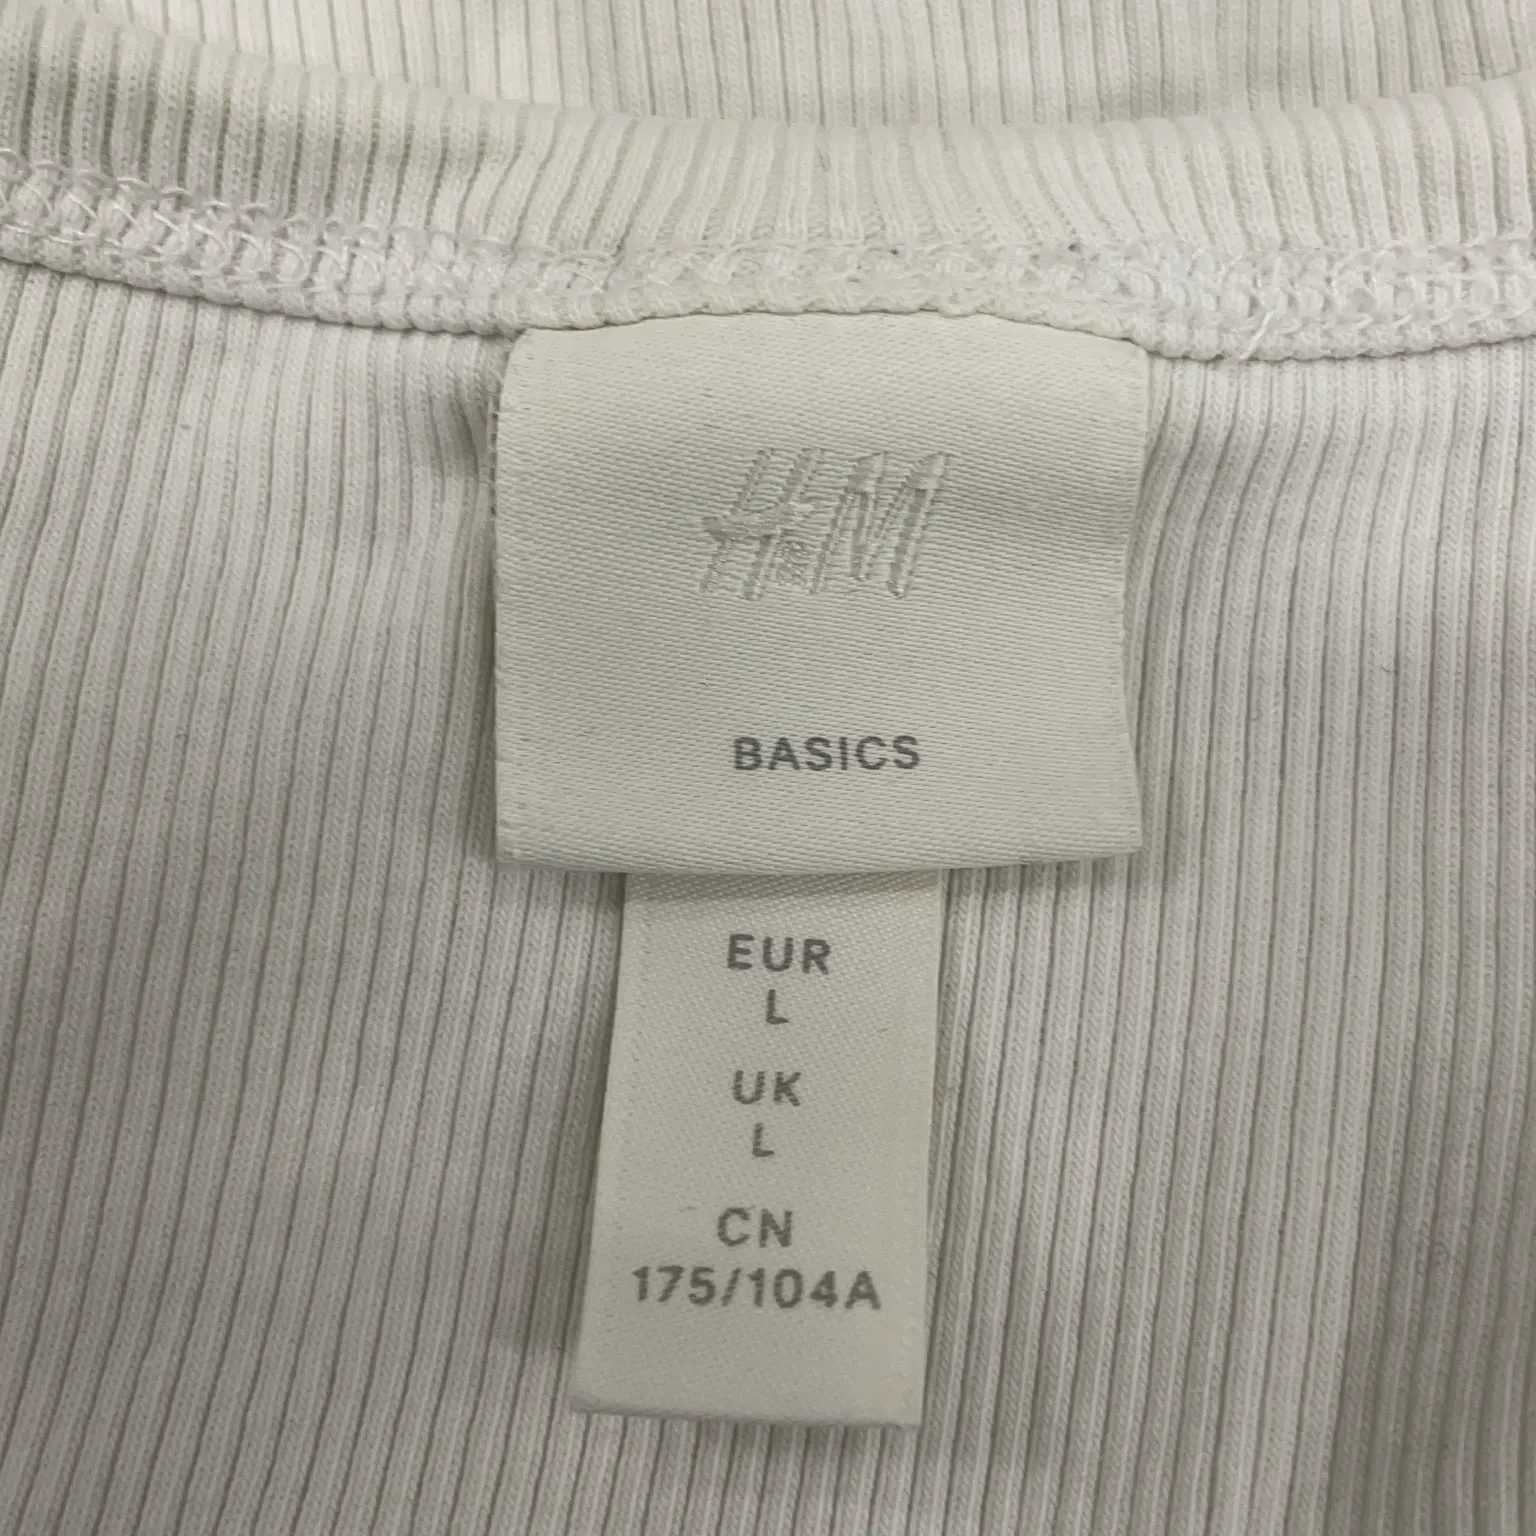 H&M
BASICS
EUR
L
UK
L
CN
175/104A